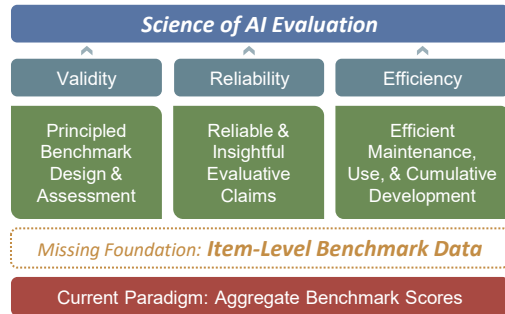 Science of AI Evaluation
Validity
Reliability
Efficiency
Principled
Benchmark
Design &
Assessment
Reliable &
Insightful
Evaluative
Claims
Efficient
Maintenance,
Use, & Cumulative
Development
Missing Foundation: Item-Level Benchmark Data
Current Paradigm: Aggregate Benchmark Scores